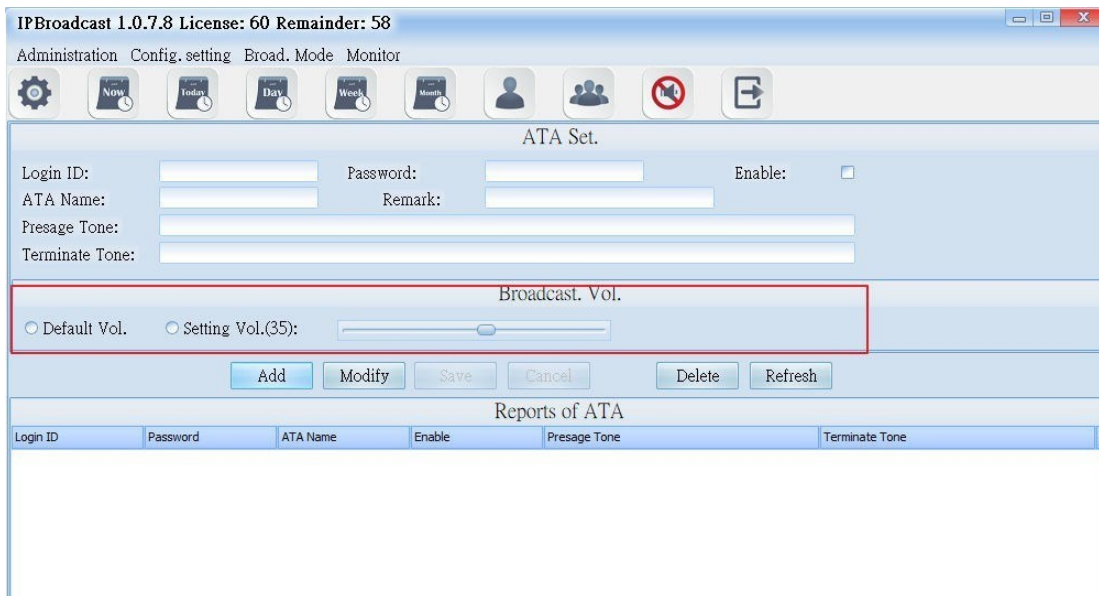 IPBroadcast 1.0.7.8 License: 60 Remainder: 58
Administration Config. setting Broad. Mode Monitor
Now Today Day Week Month
ATA Set.
Login ID: Password: Enable:
ATA Name: Remark:
Presage Tone:
Terminate Tone:
Broadcast. Vol.
Default Vol. Setting Vol.(35):
Add Modify Save Cancel Delete Refresh
Reports of ATA
Login ID Password ATA Name Enable Presage Tone Terminate Tone